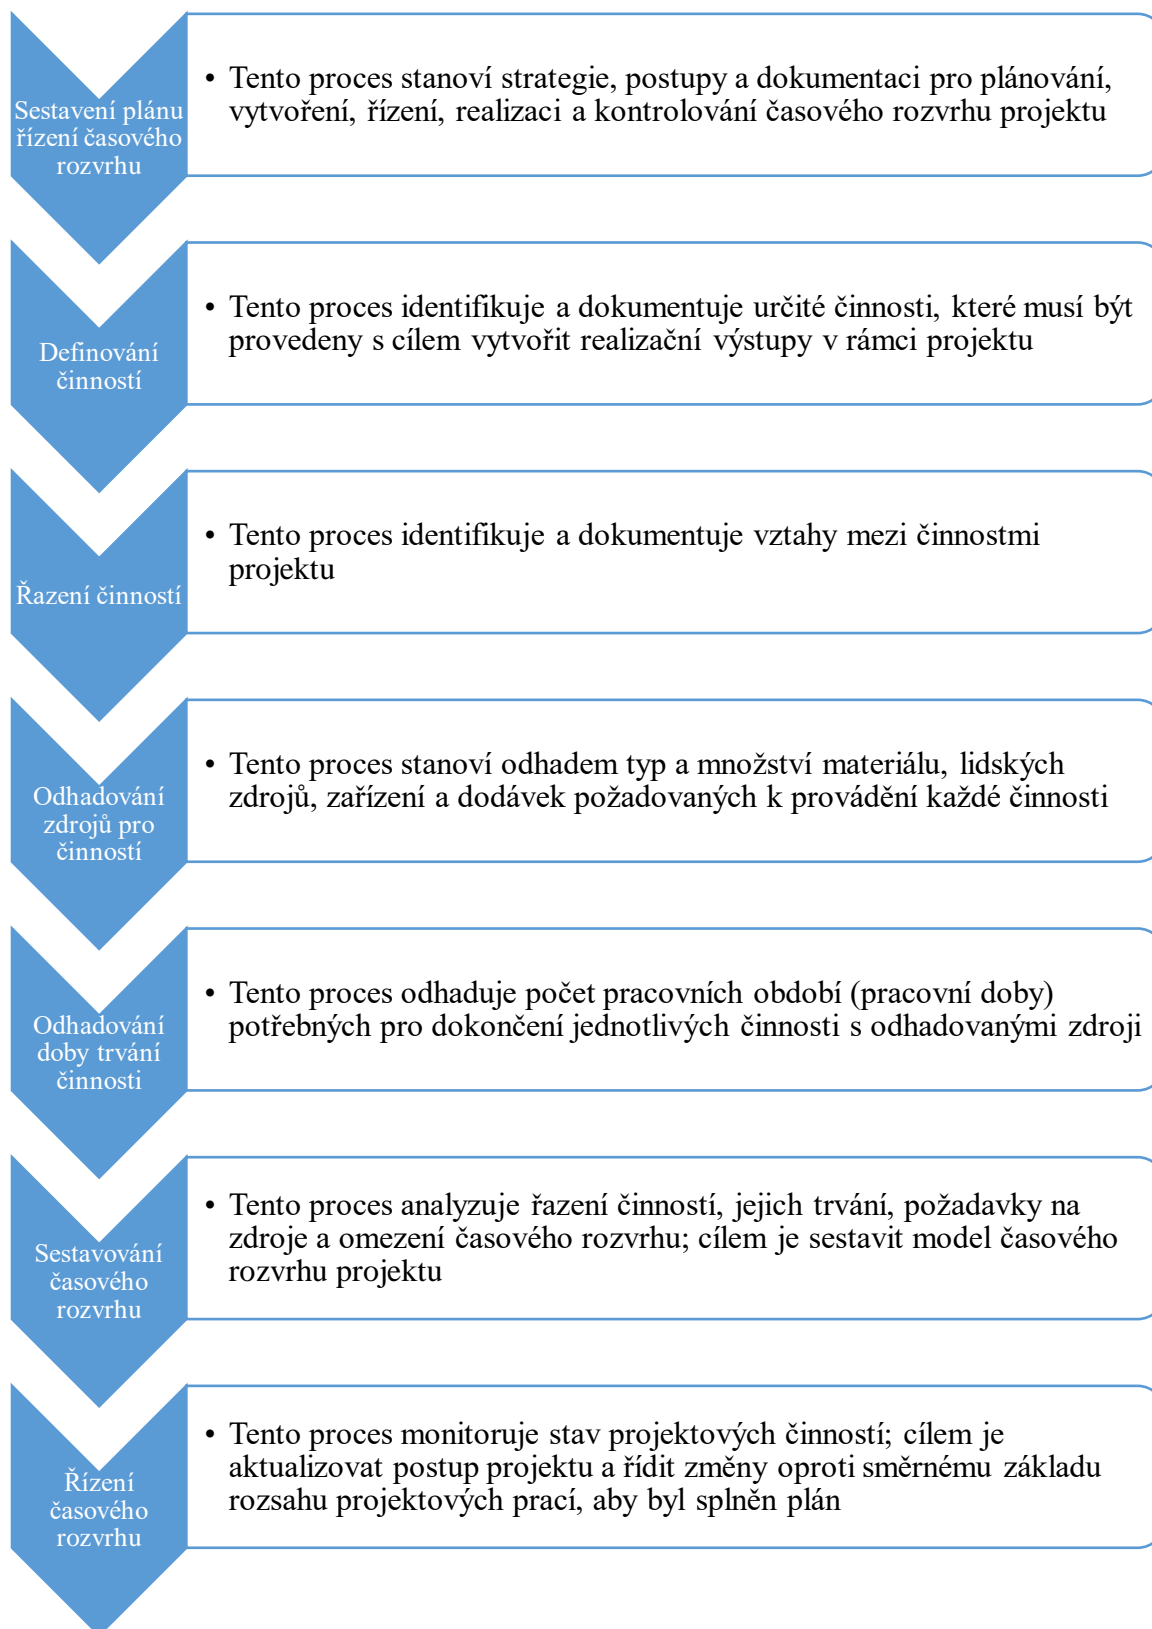 Sestavení plánu
řízení časového
rozvrhu
• Tento proces stanoví strategie, postupy a dokumentaci pro plánování,
vytvoření, řízení, realizaci a kontrolování časového rozvrhu projektu
Definování
činností
• Tento proces identifikuje a dokumentuje určité činnosti, které musí být
provedeny s cílem vytvořit realizační výstupy v rámci projektu
Řazení činností
• Tento proces identifikuje a dokumentuje vztahy mezi činnostmi
projektu
Odhadování
zdrojů pro
činností
• Tento proces stanoví odhadem typ a množství materiálu, lidských
zdrojů, zařízení a dodávek požadovaných k provádění každé činnosti
Odhadování
doby trvání
činnosti
• Tento proces odhaduje počet pracovních období (pracovní doby)
potřebných pro dokončení jednotlivých činnosti s odhadovanými zdroji
Sestavování
časového
rozvrhu
• Tento proces analyzuje řazení činností, jejich trvání, požadavky na
zdroje a omezení časového rozvrhu; cílem je sestavit model časového
rozvrhu projektu
Řízení
časového
rozvrhu
• Tento proces monitoruje stav projektových činností; cílem je
aktualizovat postup projektu a řídit změny oproti směrnému základu
rozsahu projektových prací, aby byl splněn plán